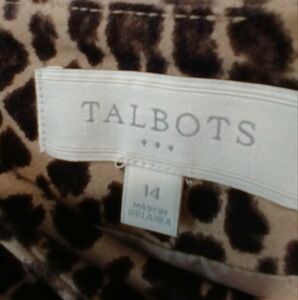 TALBOTS
14
MADE IN
SRI LANKA